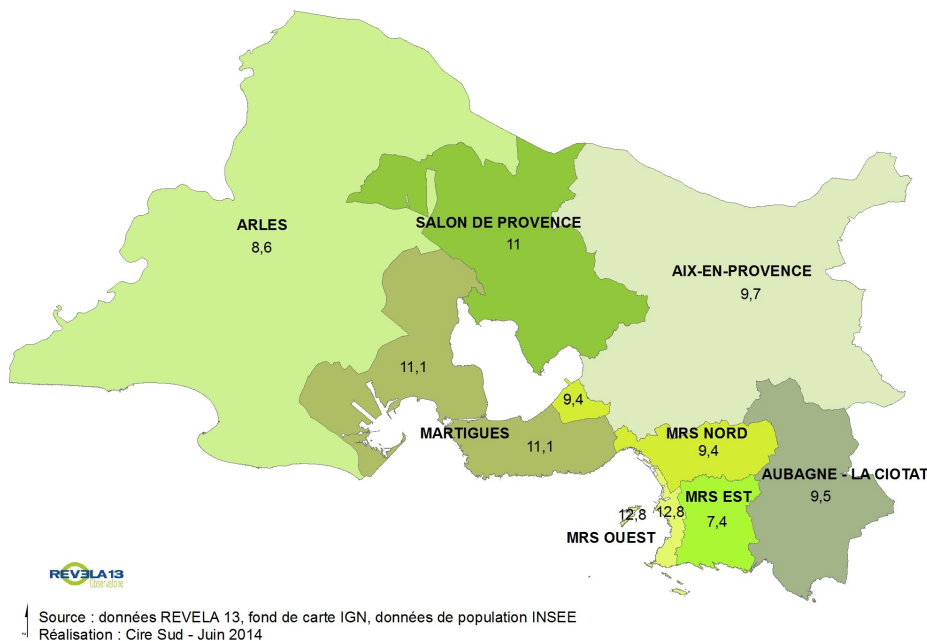 ARLES
8,6
SALON DE PROVENCE
11
AIX-EN-PROVENCE
9,7
11,1
9,4
MARTIGUES
11,1
MRS NORD
9,4
AUBAGNE - LA CIOTAT
9,5
MRS EST
7,4
12,8
12,8
MRS OUEST
REVELA13
Observatoire
Source : données REVELA 13, fond de carte IGN, données de population INSEE
Réalisation : Cire Sud - Juin 2014